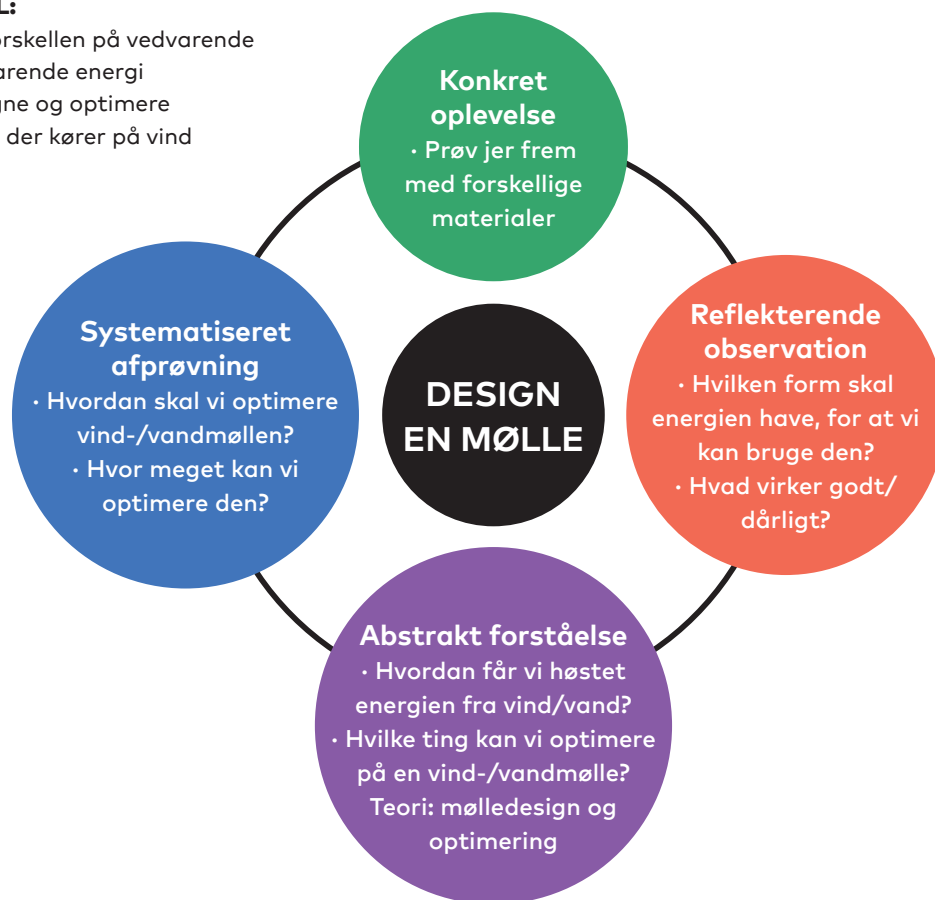 L:
orskellen på vedvarende
arende energi
gne og optimere
der kører på vind
Konkret
oplevelse
· Prøv jer frem
med forskellige
materialer
Reflekterende
observation
· Hvilken form skal
energien have, for at vi
kan bruge den?
· Hvad virker godt/
dårligt?
Abstrakt forståelse
· Hvordan får vi høstet
energien fra vind/vand?
· Hvilke ting kan vi optimere
på en vind-/vandmølle?
Teori: mølledesign og
optimering
Systematiseret
afprøvning
· Hvordan skal vi optimere
vind-/vandmøllen?
· Hvor meget kan vi
optimere den?
DESIGN
EN MØLLE